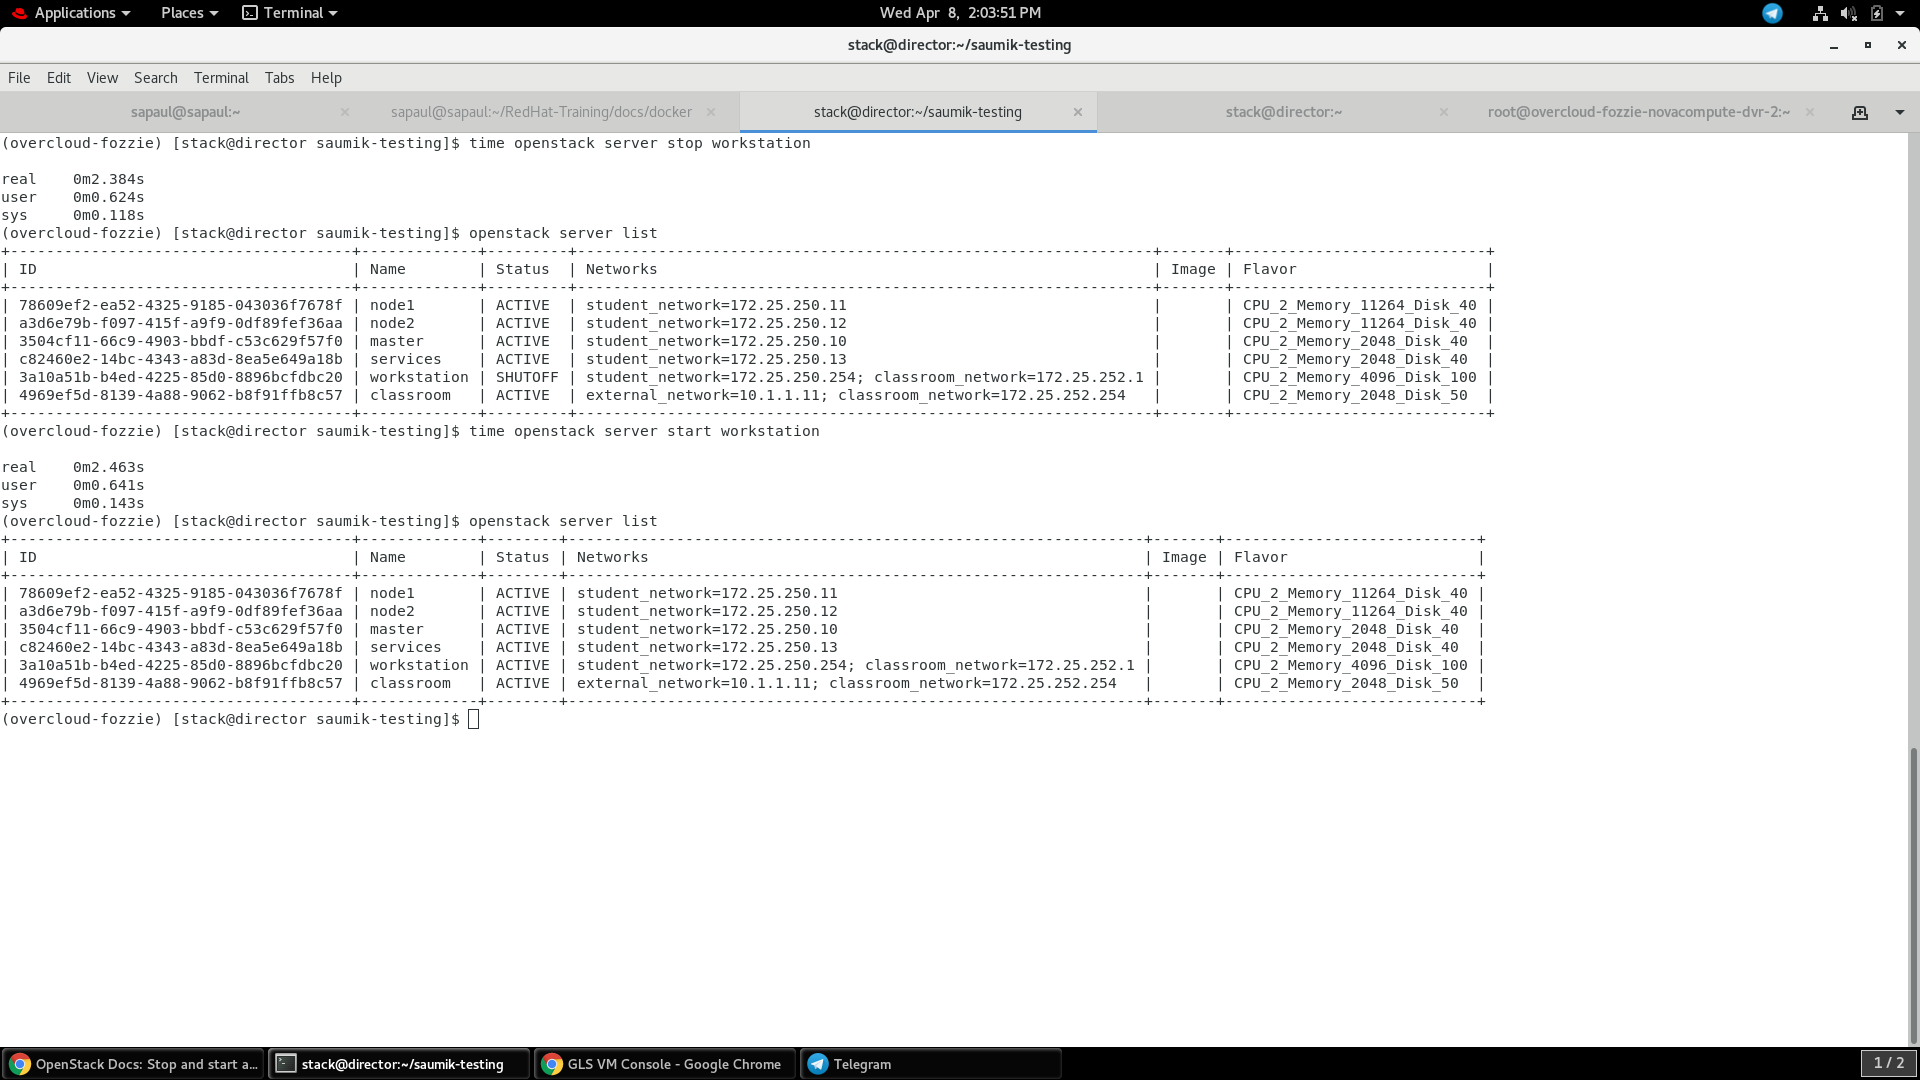 Applications Places Terminal Wed Apr 8, 2:03:51 PM
stack@director:~/saumik-testing
File Edit View Search Terminal Tabs Help
sapaul@sapaul:~ sapaul@sapaul:~/RedHat-Training/docs/docker stack@director:~/saumik-testing stack@director:~ root@overcloud-fozzie-novacompute-dvr-2:~
(overcloud-fozzie) [stack@director saumik-testing]$ time openstack server stop workstation
real 0m2.384s
user 0m0.624s
sys 0m0.118s
(overcloud-fozzie) [stack@director saumik-testing]$ openstack server list
+--------------------------------------+-------------+---------+----------------------------------------------------------------+-------+----------------------------+
| ID | Name | Status | Networks | Image | Flavor |
+--------------------------------------+-------------+---------+----------------------------------------------------------------+-------+----------------------------+
| 78609ef2-ea52-4325-9185-043036f7678f | node1 | ACTIVE | student_network=172.25.250.11 | | CPU_2_Memory_11264_Disk_40 |
| a3d6e79b-f097-415f-a9f9-0df89fef36aa | node2 | ACTIVE | student_network=172.25.250.12 | | CPU_2_Memory_11264_Disk_40 |
| 3504cf11-66c9-4903-bbdf-c53c629f57f0 | master | ACTIVE | student_network=172.25.250.10 | | CPU_2_Memory_2048_Disk_40 |
| c82460e2-14bc-4343-a83d-8ea5e649a18b | services | ACTIVE | student_network=172.25.250.13 | | CPU_2_Memory_2048_Disk_40 |
| 3a10a51b-b4ed-4225-85d0-8896bcfdbc20 | workstation | SHUTOFF | student_network=172.25.250.254; classroom_network=172.25.252.1 | | CPU_2_Memory_4096_Disk_100 |
| 4969ef5d-8139-4a88-9062-b8f91ffb8c57 | classroom | ACTIVE | external_network=10.1.1.11; classroom_network=172.25.252.254 | | CPU_2_Memory_2048_Disk_50 |
+--------------------------------------+-------------+---------+----------------------------------------------------------------+-------+----------------------------+
(overcloud-fozzie) [stack@director saumik-testing]$ time openstack server start workstation
real 0m2.463s
user 0m0.641s
sys 0m0.143s
(overcloud-fozzie) [stack@director saumik-testing]$ openstack server list
+--------------------------------------+-------------+--------+----------------------------------------------------------------+-------+----------------------------+
| ID | Name | Status | Networks | Image | Flavor |
+--------------------------------------+-------------+--------+----------------------------------------------------------------+-------+----------------------------+
| 78609ef2-ea52-4325-9185-043036f7678f | node1 | ACTIVE | student_network=172.25.250.11 | | CPU_2_Memory_11264_Disk_40 |
| a3d6e79b-f097-415f-a9f9-0df89fef36aa | node2 | ACTIVE | student_network=172.25.250.12 | | CPU_2_Memory_11264_Disk_40 |
| 3504cf11-66c9-4903-bbdf-c53c629f57f0 | master | ACTIVE | student_network=172.25.250.10 | | CPU_2_Memory_2048_Disk_40 |
| c82460e2-14bc-4343-a83d-8ea5e649a18b | services | ACTIVE | student_network=172.25.250.13 | | CPU_2_Memory_2048_Disk_40 |
| 3a10a51b-b4ed-4225-85d0-8896bcfdbc20 | workstation | ACTIVE | student_network=172.25.250.254; classroom_network=172.25.252.1 | | CPU_2_Memory_4096_Disk_100 |
| 4969ef5d-8139-4a88-9062-b8f91ffb8c57 | classroom | ACTIVE | external_network=10.1.1.11; classroom_network=172.25.252.254 | | CPU_2_Memory_2048_Disk_50 |
+--------------------------------------+-------------+--------+----------------------------------------------------------------+-------+----------------------------+
(overcloud-fozzie) [stack@director saumik-testing]$
OpenStack Docs: Stop and start a... stack@director:~/saumik-testing GLS VM Console - Google Chrome Telegram 1 / 2